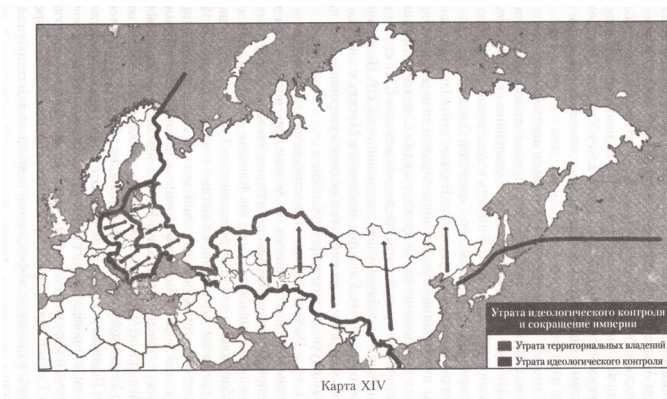 Утрата идеологического контроля
и сокращение империи
Утрата территориальных владений
Утрата идеологического контроля
Карта XIV